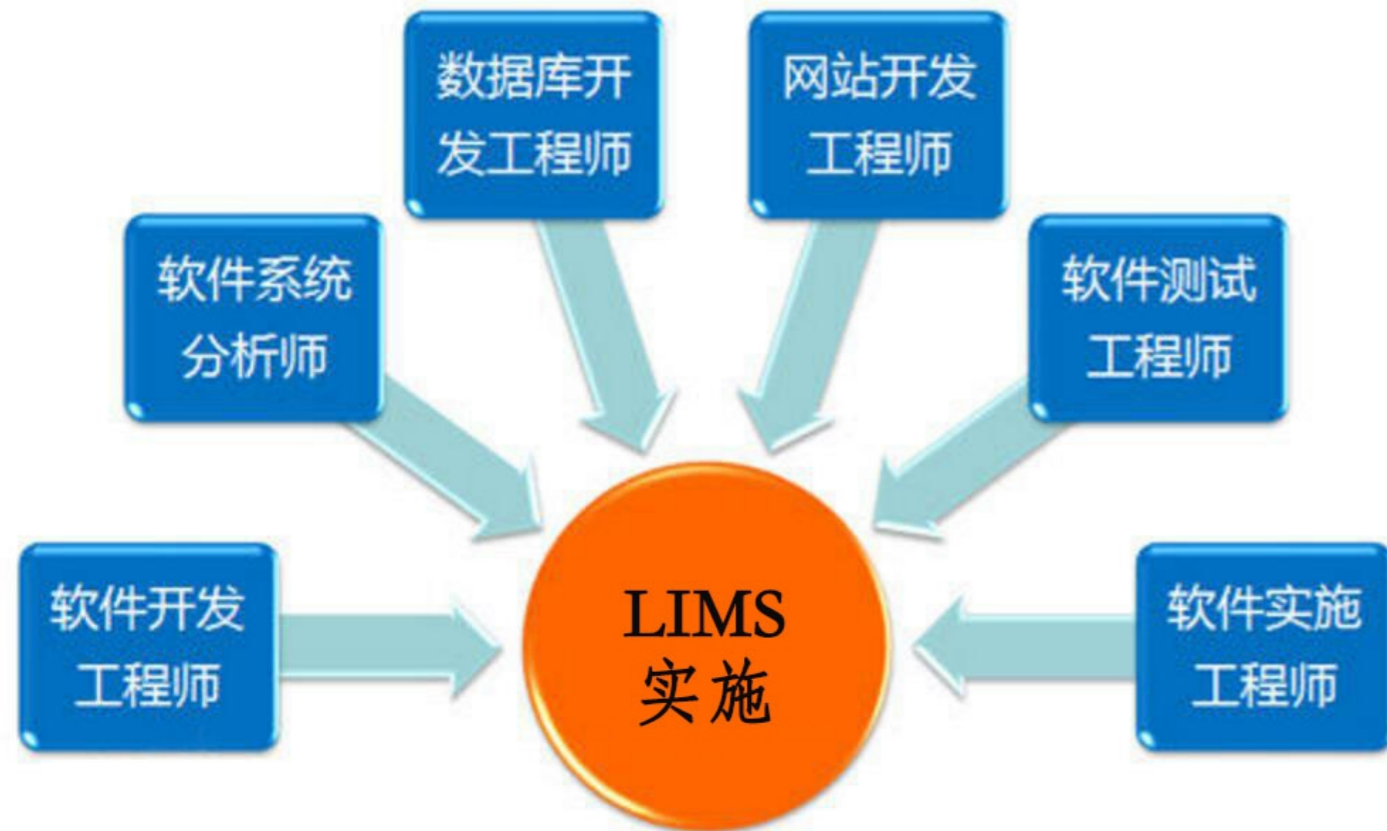 数据库开
发工程师
网站开发
工程师
软件系统
分析师
软件测试
工程师
软件开发
工程师
LIMS
实施
软件实施
工程师